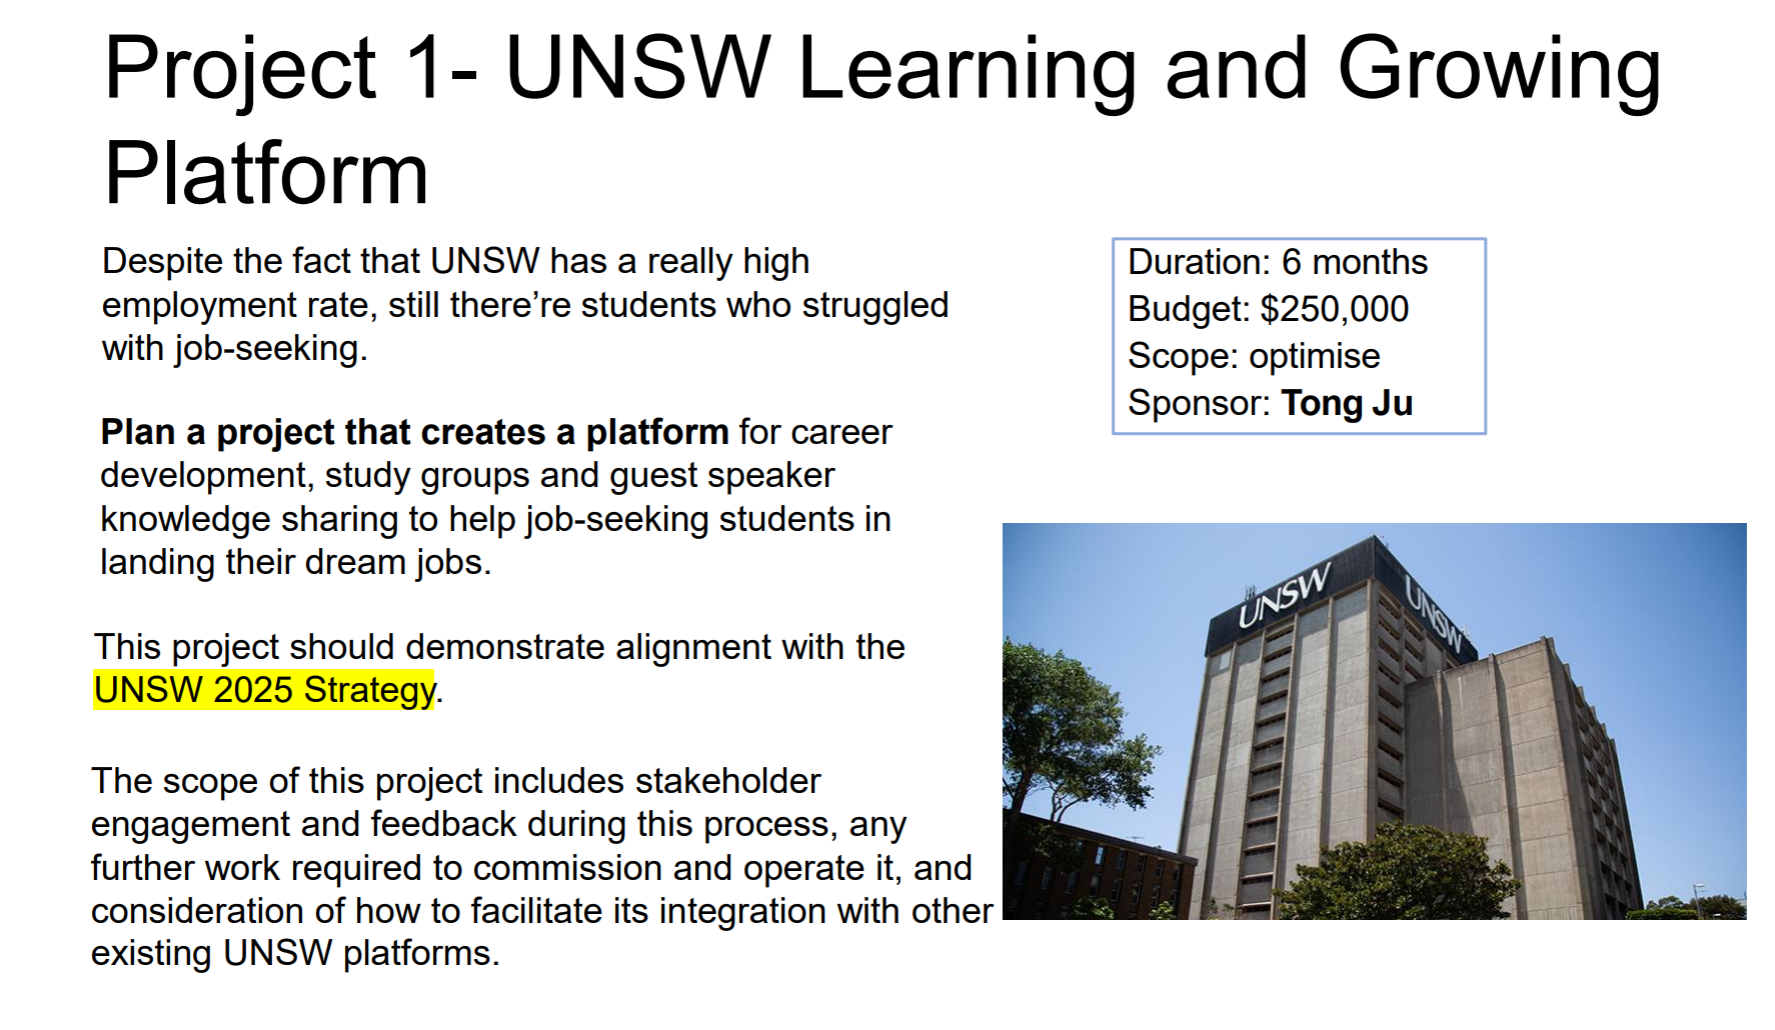 Project 1- UNSW Learning and Growing
Platform
Despite the fact that UNSW has a really high
employment rate, still there’re students who struggled
with job-seeking.
Plan a project that creates a platform for career
development, study groups and guest speaker
knowledge sharing to help job-seeking students in
landing their dream jobs.
This project should demonstrate alignment with the
UNSW 2025 Strategy.
The scope of this project includes stakeholder
engagement and feedback during this process, any
further work required to commission and operate it, and
consideration of how to facilitate its integration with other
existing UNSW platforms.
Duration: 6 months
Budget: $250,000
Scope: optimise
Sponsor: Tong Ju
UNSW
UNSW